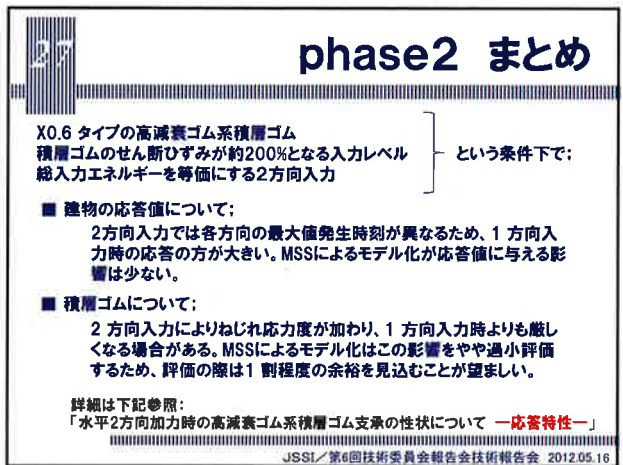 27
phase2 まとめ
X0.6 タイプの高減衰ゴム系積層ゴム
積層ゴムのせん断ひずみが約200%となる入力レベル
総入力エネルギーを等価にする2方向入力
という条件下で;
■ 建物の応答値について;
2方向入力では各方向の最大値発生時刻が異なるため、1 方向入
力時の応答の方が大きい。MSSによるモデル化が応答値に与える影
響は少ない。
■ 積層ゴムについて;
2 方向入力によりねじれ応力度が加わり、1 方向入力時よりも厳し
くなる場合がある。MSSによるモデル化はこの影響をやや過小評価
するため、評価の際は1 割程度の余裕を見込むことが望ましい。
詳細は下記参照:
「水平2方向加力時の高減衰ゴム系積層ゴム支承の性状について ー応答特性ー」
JSSI/第6回技術委員会報告会技術報告会 2012.05.16